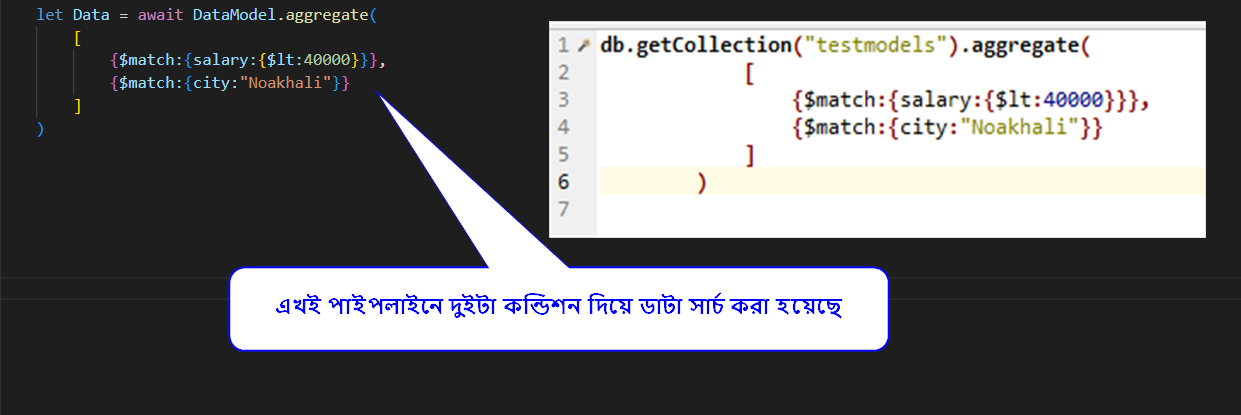 let Data = await DataModel.aggregate(
[
{$match:{salary:{$lt:40000}}},
{$match:{city:"Noakhali"}}
]
)
1 db.getCollection("testmodels").aggregate(
2 [
3 {$match:{salary:{$lt:40000}}},
4 {$match:{city:"Noakhali"}}
5 ]
6 )
7
এখই পাইপলাইনে দুইটা কন্ডিশন দিয়ে ডাটা সার্চ করা হয়েছে